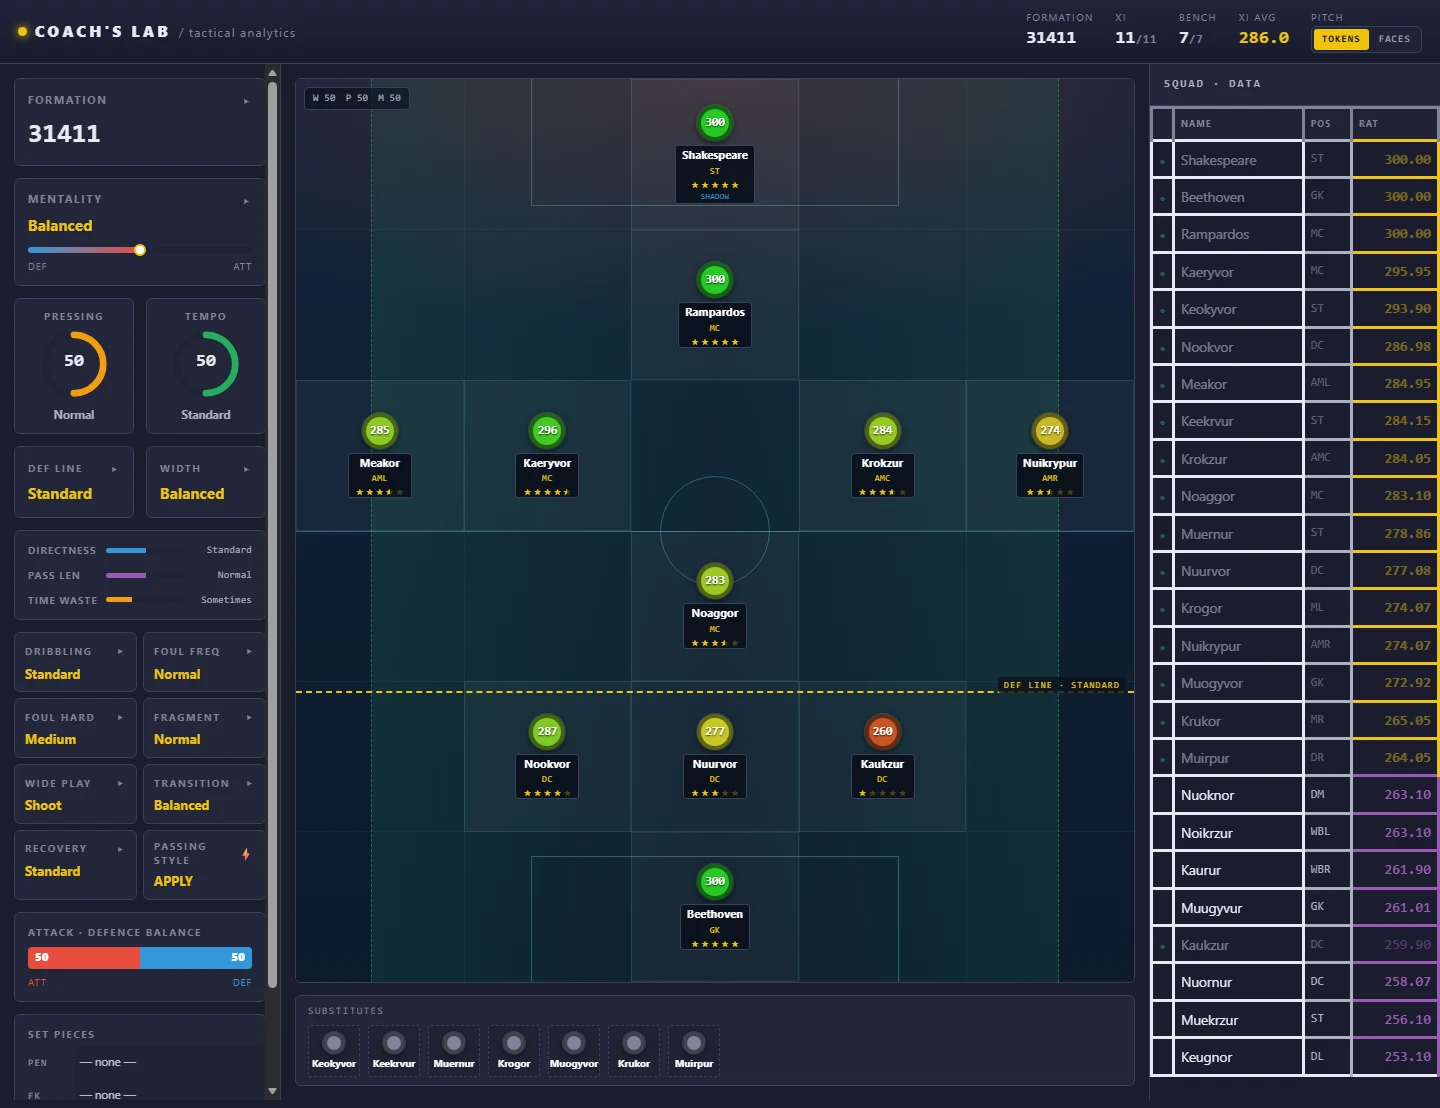 COACH'S LAB / tactical analytics
FORMATION XI BENCH XI AVG PITCH
31411 11/11 7/7 286.0 TOKENS FACES
FORMATION ▸
31411
MENTALITY ▸
Balanced
DEF ATT
PRESSING
50
Normal
TEMPO
50
Standard
DEF LINE ▸
Standard
WIDTH ▸
Balanced
DIRECTNESS Standard
PASS LEN Normal
TIME WASTE Sometimes
DRIBBLING ▸
Standard
FOUL FREQ ▸
Normal
FOUL HARD ▸
Medium
FRAGMENT ▸
Normal
WIDE PLAY ▸
Shoot
TRANSITION ▸
Balanced
RECOVERY ▸
Standard
PASSING
STYLE
APPLY
ATTACK · DEFENCE BALANCE
50 50
ATT DEF
SET PIECES
PEN — none —
FK — none —
W 50 P 50 M 50
300
Shakespeare
ST
★★★★★
SHADOW
300
Rampardos
MC
★★★★★
285
Meakor
AML
296
Kaeryvor
MC
284
Krokzur
AMC
274
Nuikrypur
AMR
283
Noaggor
MC
DEF LINE · STANDARD
287
Nookvor
DC
277
Nuurvor
DC
260
Kaukzur
DC
300
Beethoven
GK
★★★★★
SUBSTITUTES
Keokyvor Keekrvur Muernur Krogor Muogyvor Krukor Muirpur
SQUAD · DATA
NAME POS RAT
Shakespeare ST 300.00
Beethoven GK 300.00
Rampardos MC 300.00
Kaeryvor MC 295.95
Keokyvor ST 293.90
Nookvor DC 286.98
Meakor AML 284.95
Keekrvur ST 284.15
Krokzur AMC 284.05
Noaggor MC 283.10
Muernur ST 278.86
Nuurvor DC 277.08
Krogor ML 274.07
Nuikrypur AMR 274.07
Muogyvor GK 272.92
Krukor MR 265.05
Muirpur DR 264.05
Nuoknor DM 263.10
Noikrzur WBL 263.10
Kaurur WBR 261.90
Muugyvur GK 261.01
Kaukzur DC 259.90
Nuornur DC 258.07
Muekrzur ST 256.10
Keugnor DL 253.10